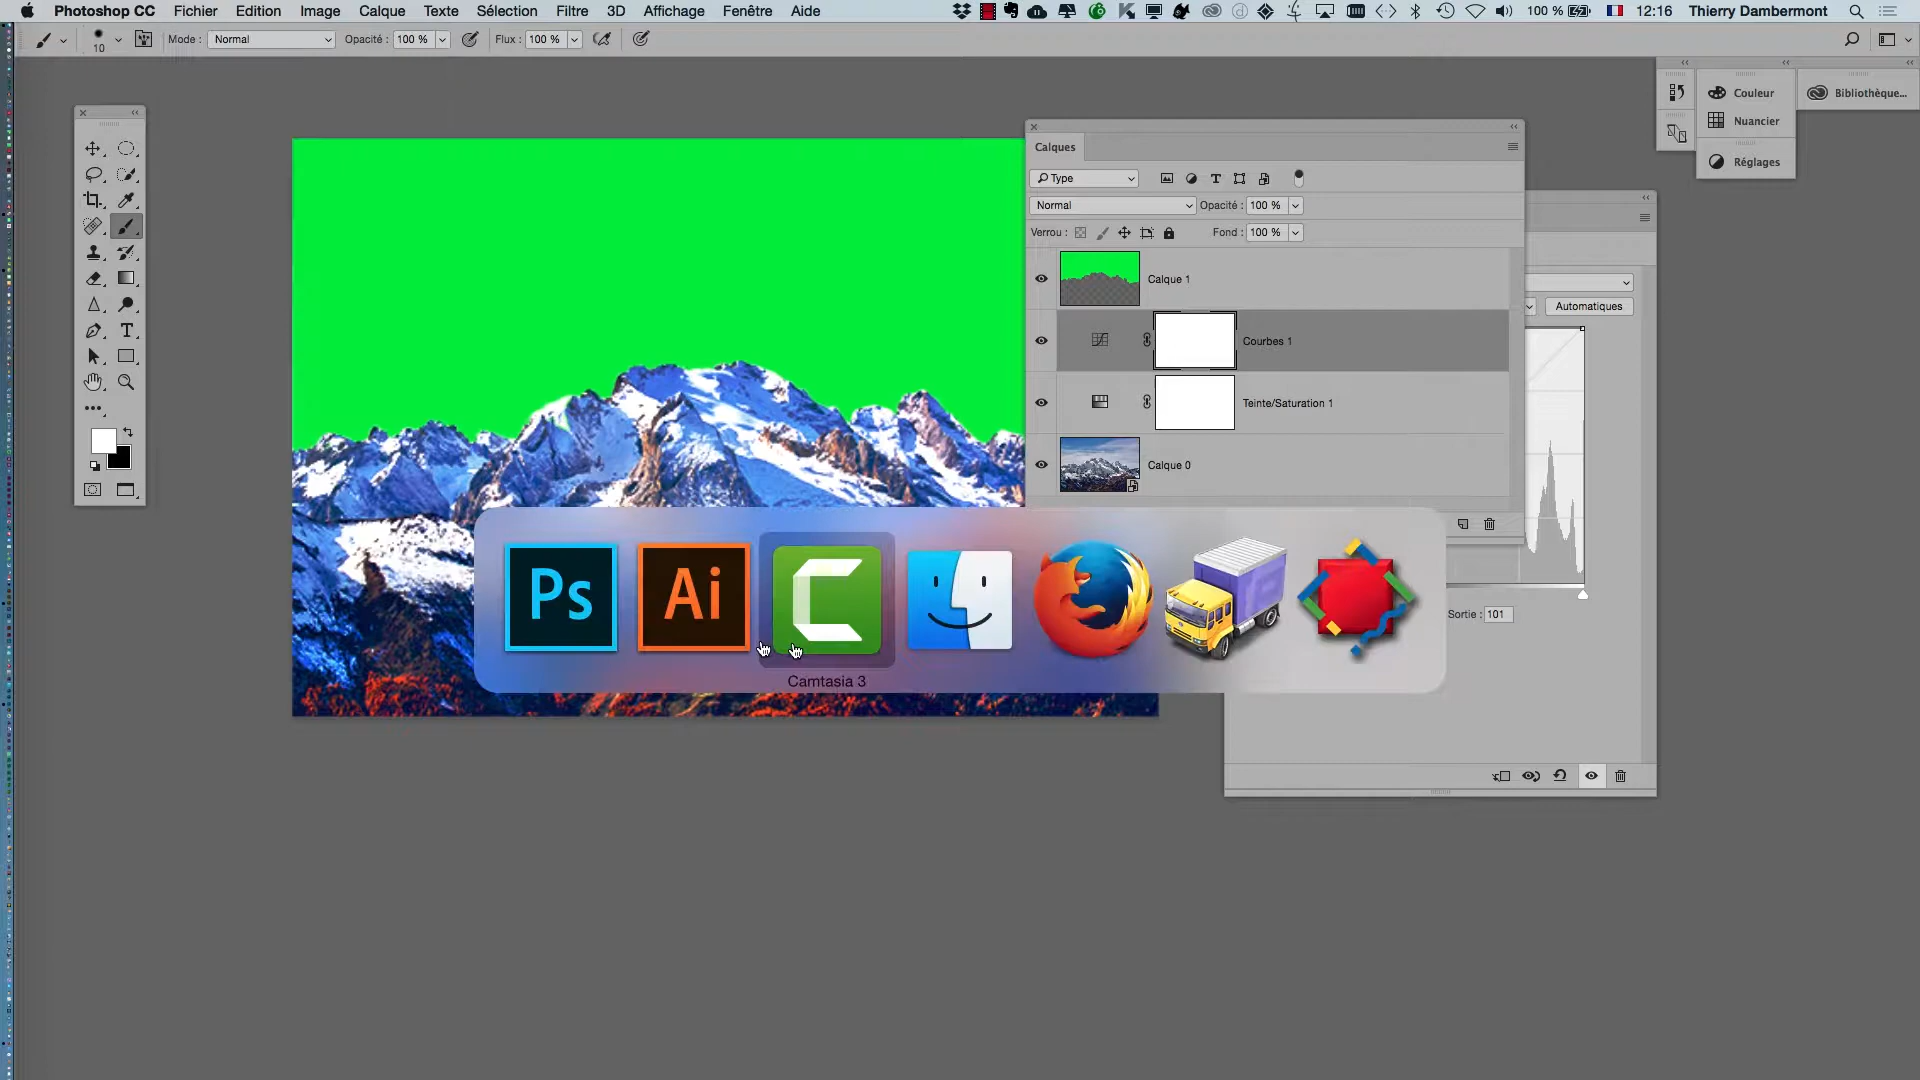 Photoshop CC Fichier Edition Image Calque Texte Sélection Filtre 3D Affichage Fenêtre Aide 100 % 12:16 Thierry Dambermont
10 Mode : Normal Opacité : 100 % Flux : 100 %
Couleur
Bibliothèque...
Nuancier
Réglages
Calques
Type
Normal Opacité : 100 %
Verrou : Fond : 100 %
Calque 1
Automatiques
Courbes 1
Teinte/Saturation 1
Calque 0
Ps Ai
Sortie : 101
Camtasia 3